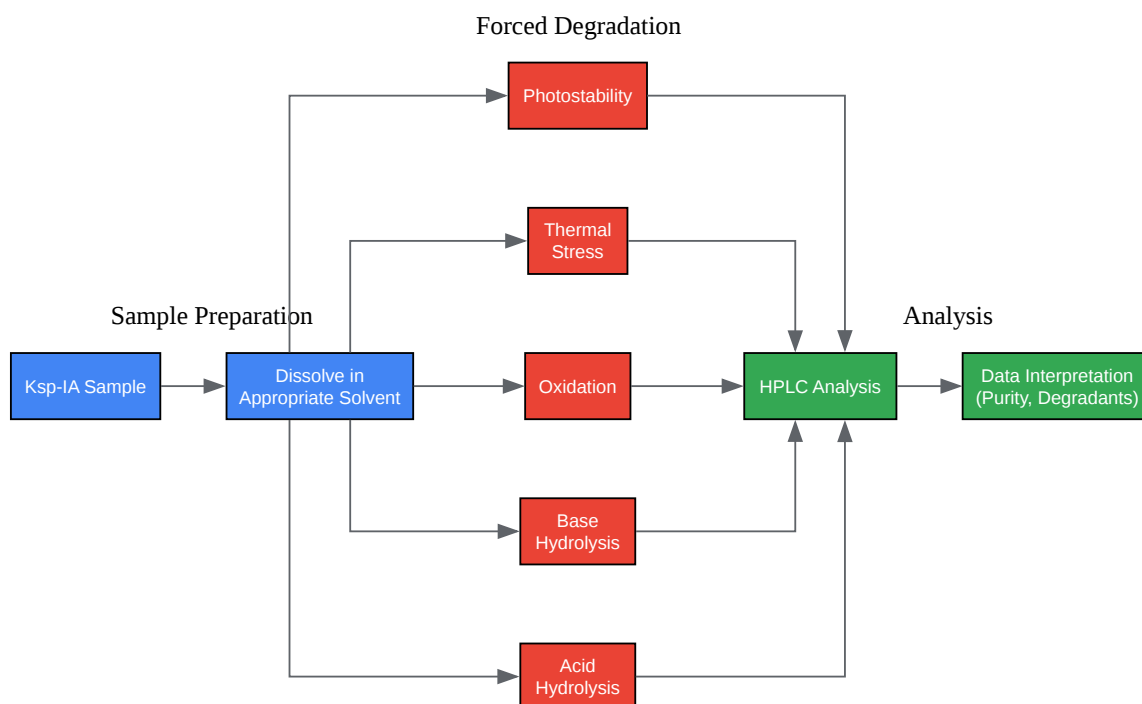 Forced Degradation
Photostability
Thermal
Stress
Sample Preparation
Analysis
Ksp-IA Sample
Dissolve in
Appropriate Solvent
Oxidation
HPLC Analysis
Data Interpretation
(Purity, Degradants)
Base
Hydrolysis
Acid
Hydrolysis